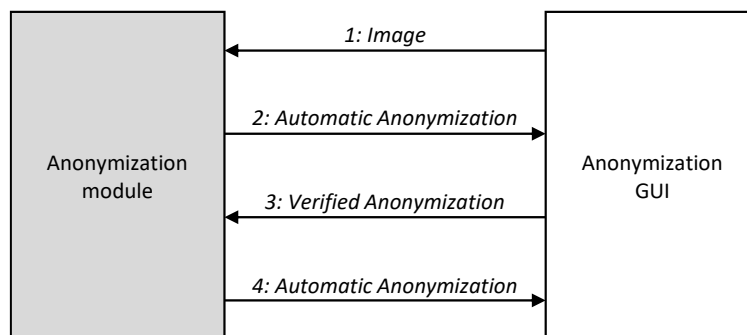 1: Image
2: Automatic Anonymization
Anonymization
module
Anonymization
GUI
3: Verified Anonymization
4: Automatic Anonymization